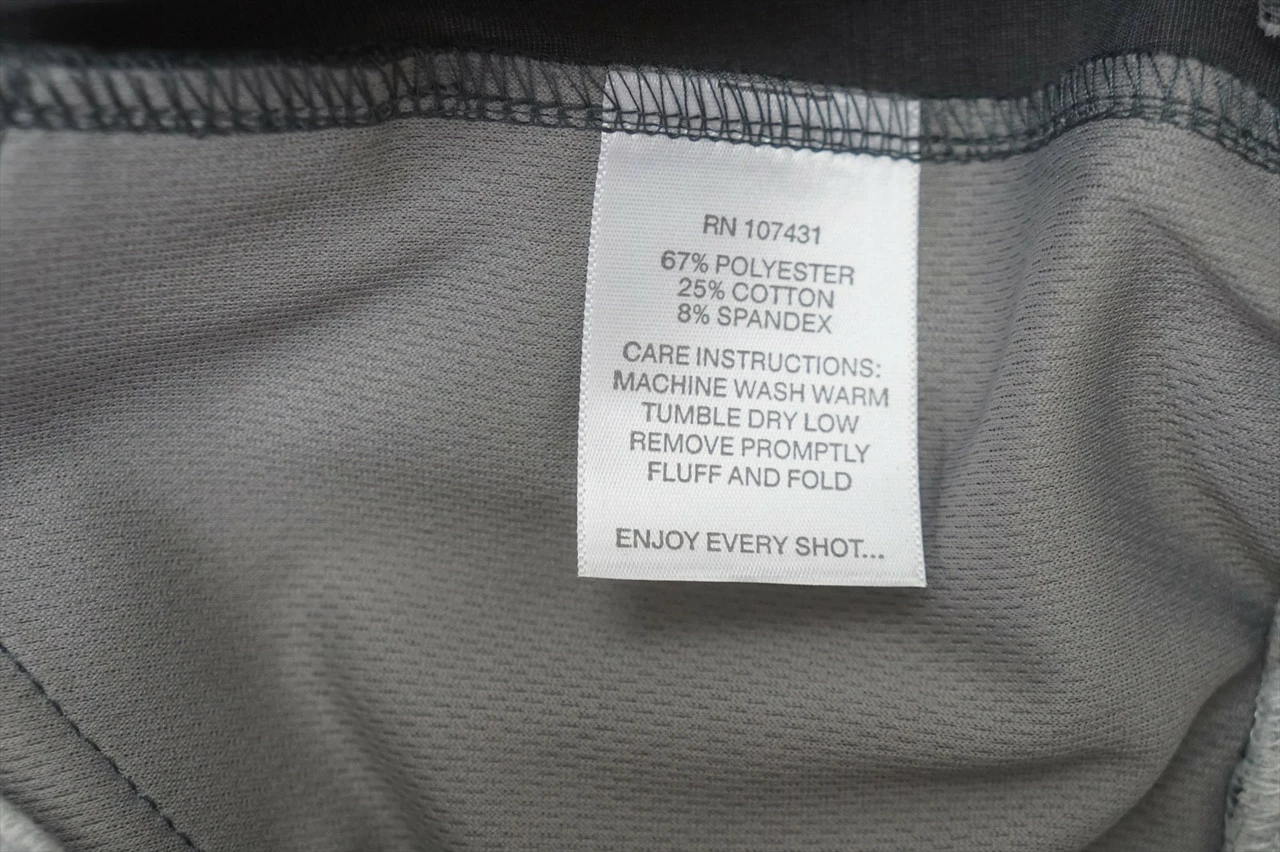 RN 107431
67% POLYESTER
25% COTTON
8% SPANDEX
CARE INSTRUCTIONS:
MACHINE WASH WARM
TUMBLE DRY LOW
REMOVE PROMPTLY
FLUFF AND FOLD
ENJOY EVERY SHOT...